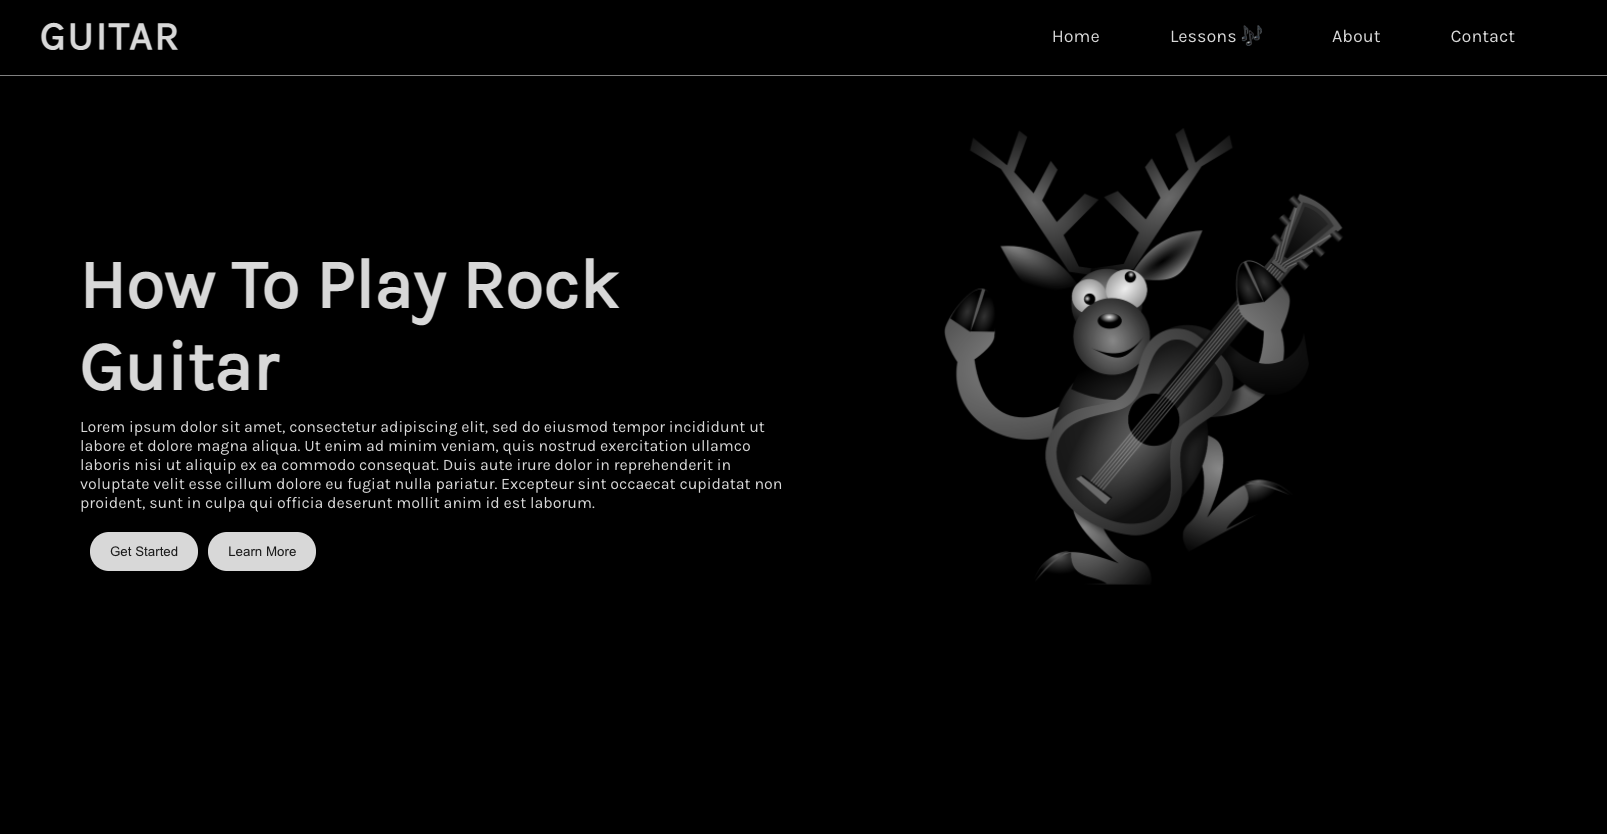 GUITAR
Home Lessons 🎶 About Contact
How To Play Rock
Guitar
Lorem ipsum dolor sit amet, consectetur adipiscing elit, sed do eiusmod tempor incididunt ut
labore et dolore magna aliqua. Ut enim ad minim veniam, quis nostrud exercitation ullamco
laboris nisi ut aliquip ex ea commodo consequat. Duis aute irure dolor in reprehenderit in
voluptate velit esse cillum dolore eu fugiat nulla pariatur. Excepteur sint occaecat cupidatat non
proident, sunt in culpa qui officia deserunt mollit anim id est laborum.
Get Started Learn More